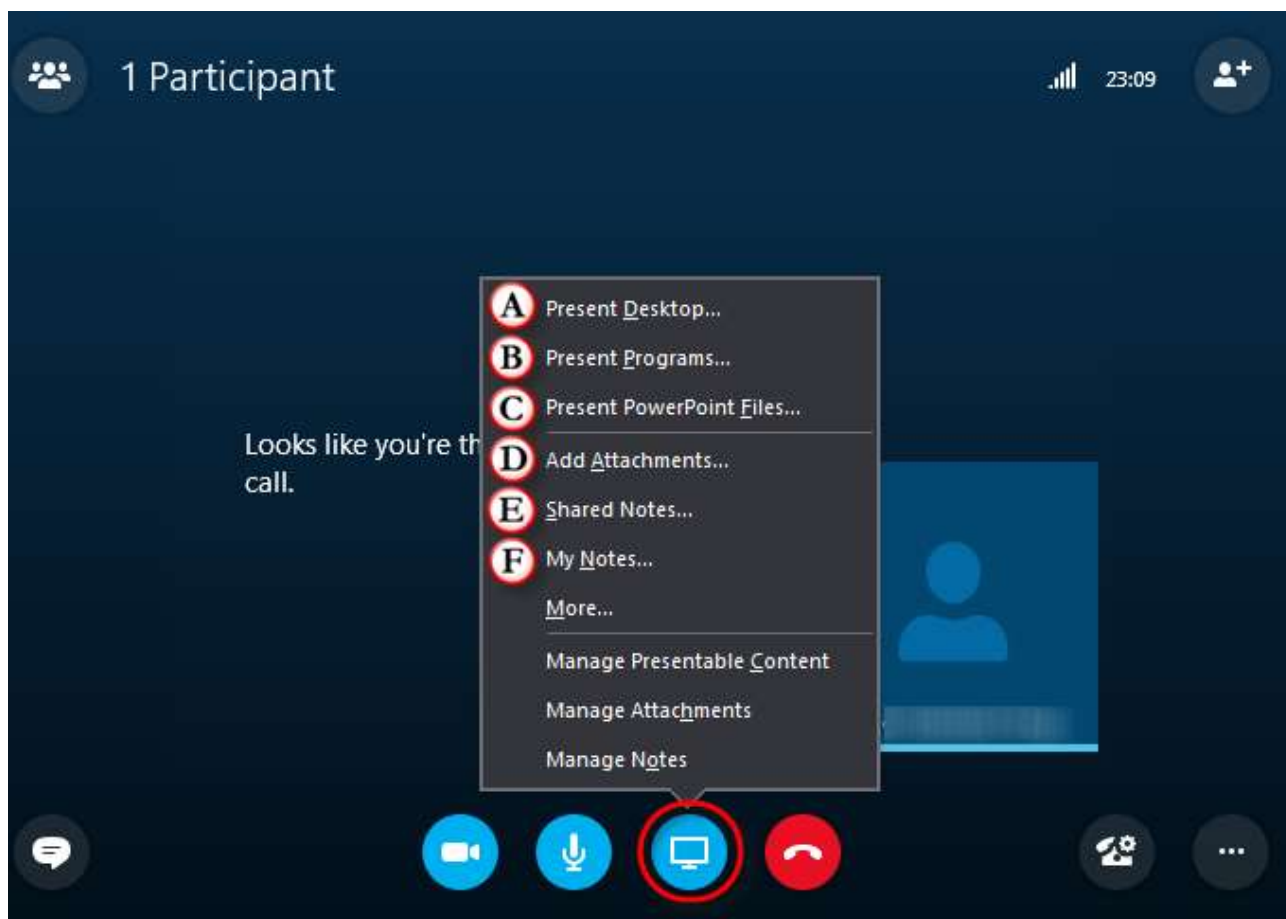 1 Participant
23:09
A Present Desktop...
B Present Programs...
C Present PowerPoint Files...
Looks like you're
call.
D Add Attachments...
E Shared Notes...
F My Notes...
More...
Manage Presentable Content
Manage Attachments
Manage Notes